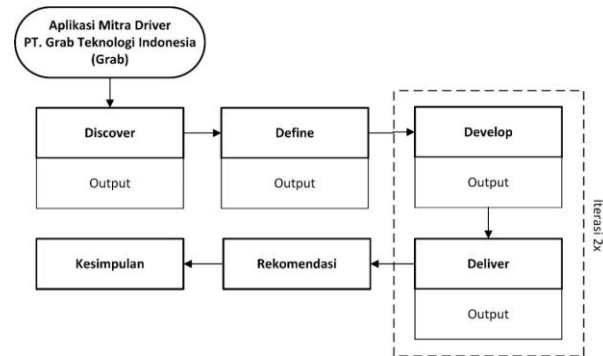 Aplikasi Mitra Driver
PT. Grab Teknologi Indonesia
(Grab)
Discover
Output
Define
Output
Develop
Output
Iterasi 2x
Deliver
Output
Rekomendasi
Kesimpulan